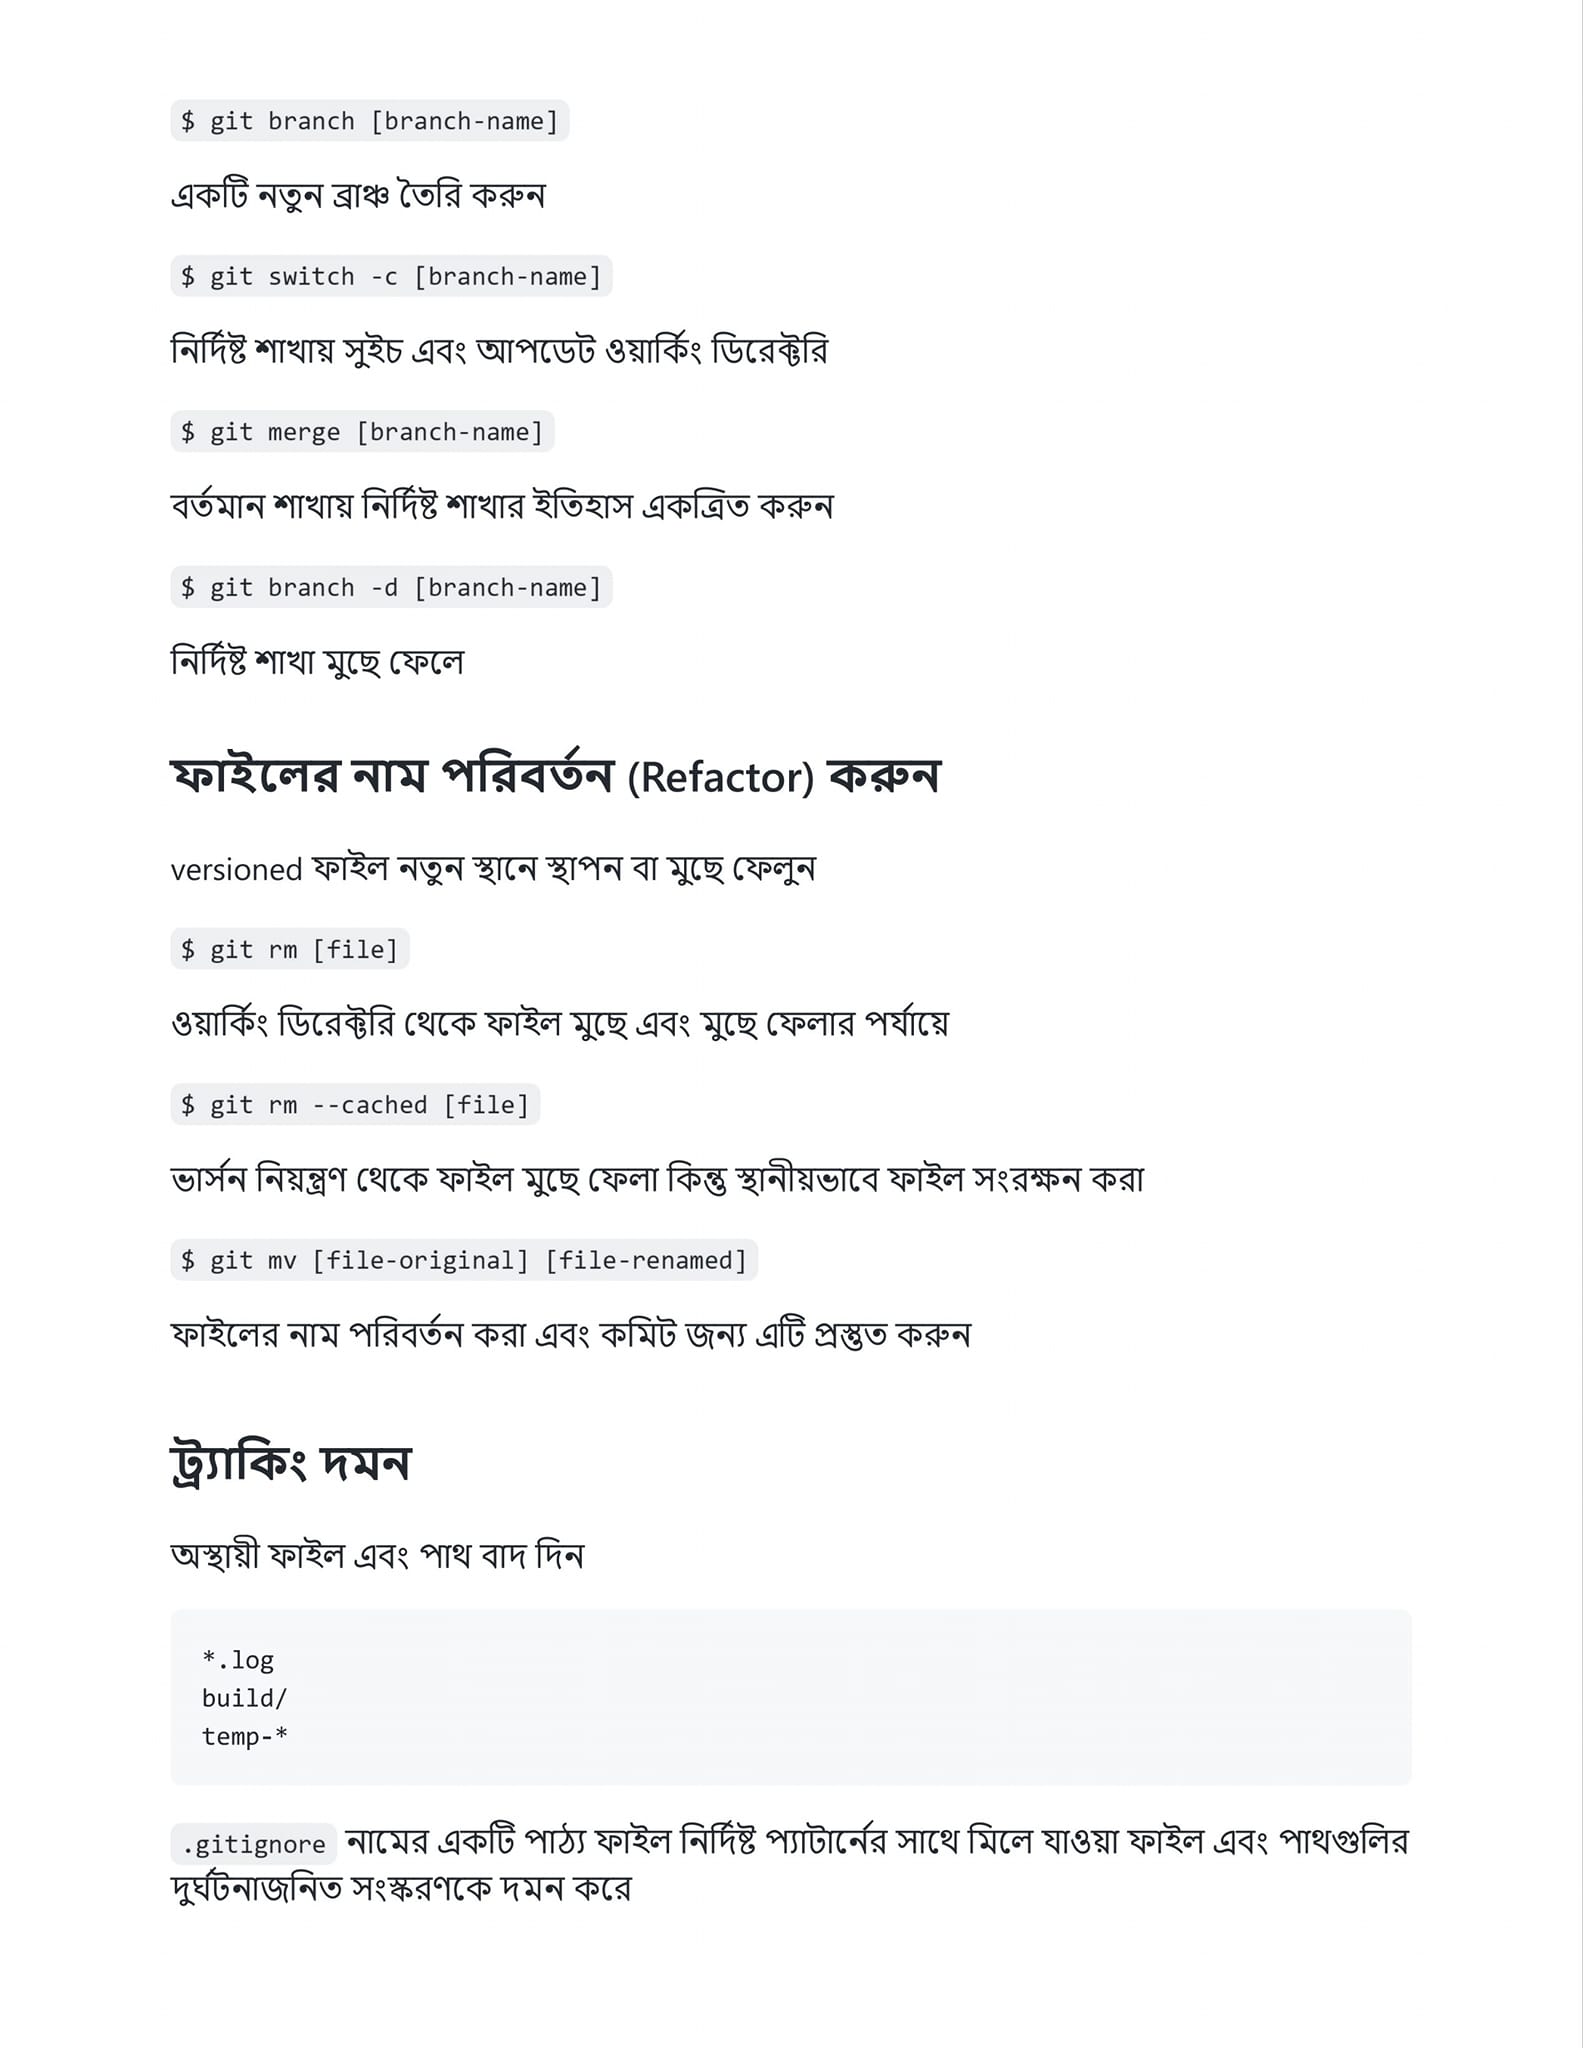 $ git branch [branch-name]
একটি নতুন ব্রাঞ্চ তৈরি করুন
$ git switch -c [branch-name]
নির্দিষ্ট শাখায় সুইচ এবং আপডেট ওয়ার্কিং ডিরেক্টরি
$ git merge [branch-name]
বর্তমান শাখায় নির্দিষ্ট শাখার ইতিহাস একত্রিত করুন
$ git branch -d [branch-name]
নির্দিষ্ট শাখা মুছে ফেলে
ফাইলের নাম পরিবর্তন (Refactor) করুন
versioned ফাইল নতুন স্থানে স্থাপন বা মুছে ফেলুন
$ git rm [file]
ওয়ার্কিং ডিরেক্টরি থেকে ফাইল মুছে এবং মুছে ফেলার পর্যায়ে
$ git rm --cached [file]
ভার্সন নিয়ন্ত্রণ থেকে ফাইল মুছে ফেলা কিন্তু স্থানীয়ভাবে ফাইল সংরক্ষন করা
$ git mv [file-original] [file-renamed]
ফাইলের নাম পরিবর্তন করা এবং কমিট জন্য এটি প্রস্তুত করুন
ট্র্যাকিং দমন
অস্থায়ী ফাইল এবং পাথ বাদ দিন
*.log
build/
temp-*
.gitignore নামের একটি পাঠ্য ফাইল নির্দিষ্ট প্যাটার্নের সাথে মিলে যাওয়া ফাইল এবং পাথগুলির
দুর্ঘটনাজনিত সংস্করণকে দমন করে